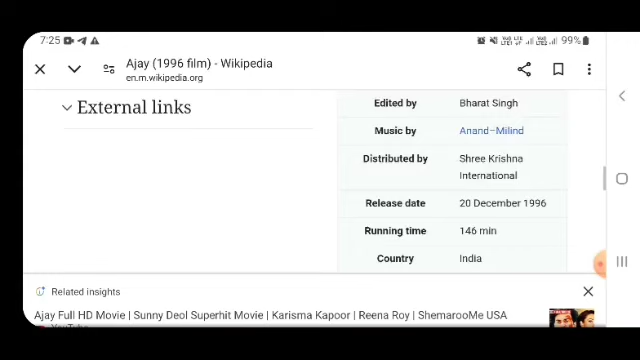 7:25 99%
Ajay (1996 film) - Wikipedia
en.m.wikipedia.org
External links
Edited by Bharat Singh
Music by Anand–Milind
Distributed by Shree Krishna
International
Release date 20 December 1996
Running time 146 min
Country India
Related insights
Ajay Full HD Movie | Sunny Deol Superhit Movie | Karisma Kapoor | Reena Roy | ShemarooMe USA
YouTube